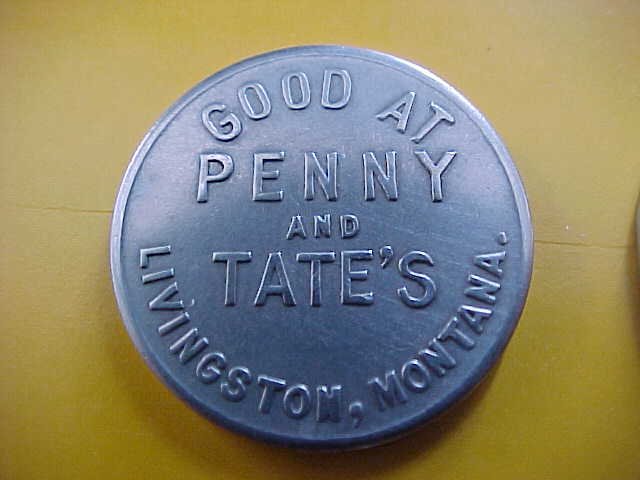 GOOD AT
PENNY
AND
TATE'S
LIVINGSTON, MONTANA.